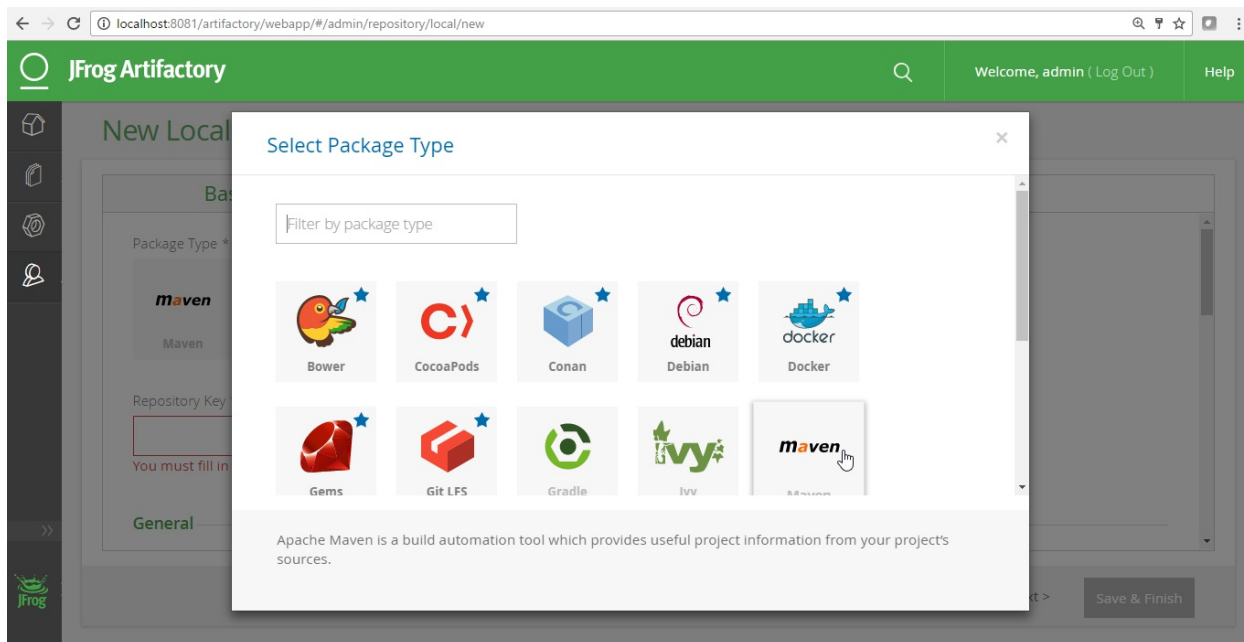 localhost:8081/artifactory/webapp/#/admin/repository/local/new
JFrog Artifactory
Welcome, admin ( Log Out )
Help
New Local
Select Package Type
×
Bas
Filter by package type
Package Type *
maven
Maven
C
docker
debian
Bower
CocoaPods
Conan
Debian
Docker
Repository Key
You must fill in
ivy
maven
Gems
Git LFS
Gradle
Ivy
Maven
General
Apache Maven is a build automation tool which provides useful project information from your project's
sources.
JFrog
xt >
Save & Finish